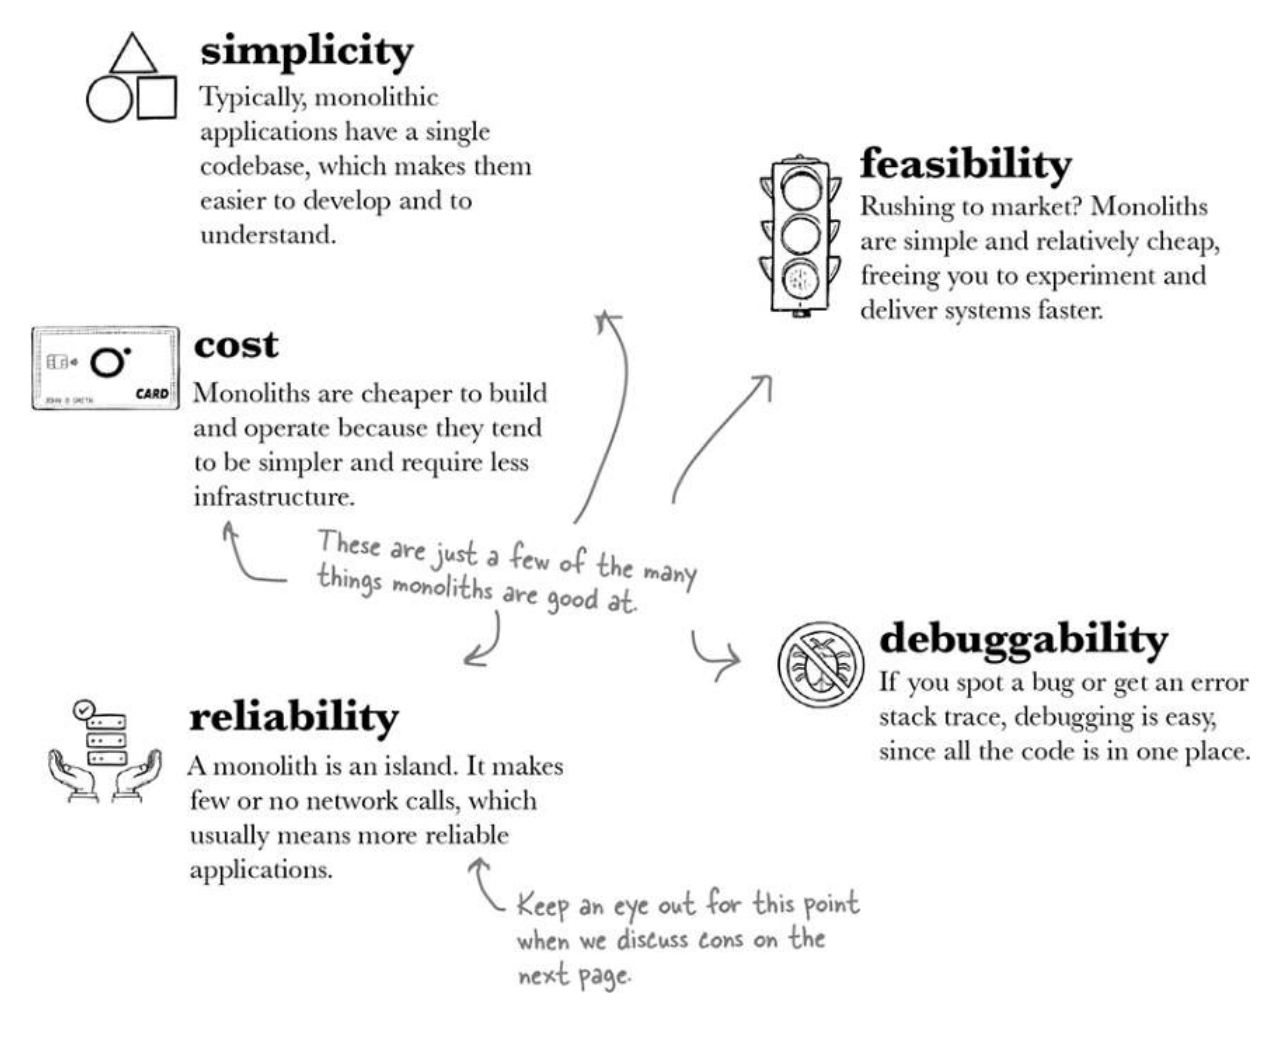 simplicity
Typically, monolithic
applications have a single
codebase, which makes them
easier to develop and to
understand.
feasibility
Rushing to market? Monoliths
are simple and relatively cheap,
freeing you to experiment and
deliver systems faster.
cost
CARD
JOHN D SMITH
Monoliths are cheaper to build
and operate because they tend
to be simpler and require less
infrastructure.
These are just a few of the many
things monoliths are good at.
debuggability
If you spot a bug or get an error
stack trace, debugging is easy,
since all the code is in one place.
reliability
A monolith is an island. It makes
few or no network calls, which
usually means more reliable
applications.
Keep an eye out for this point
when we discuss cons on the
next page.